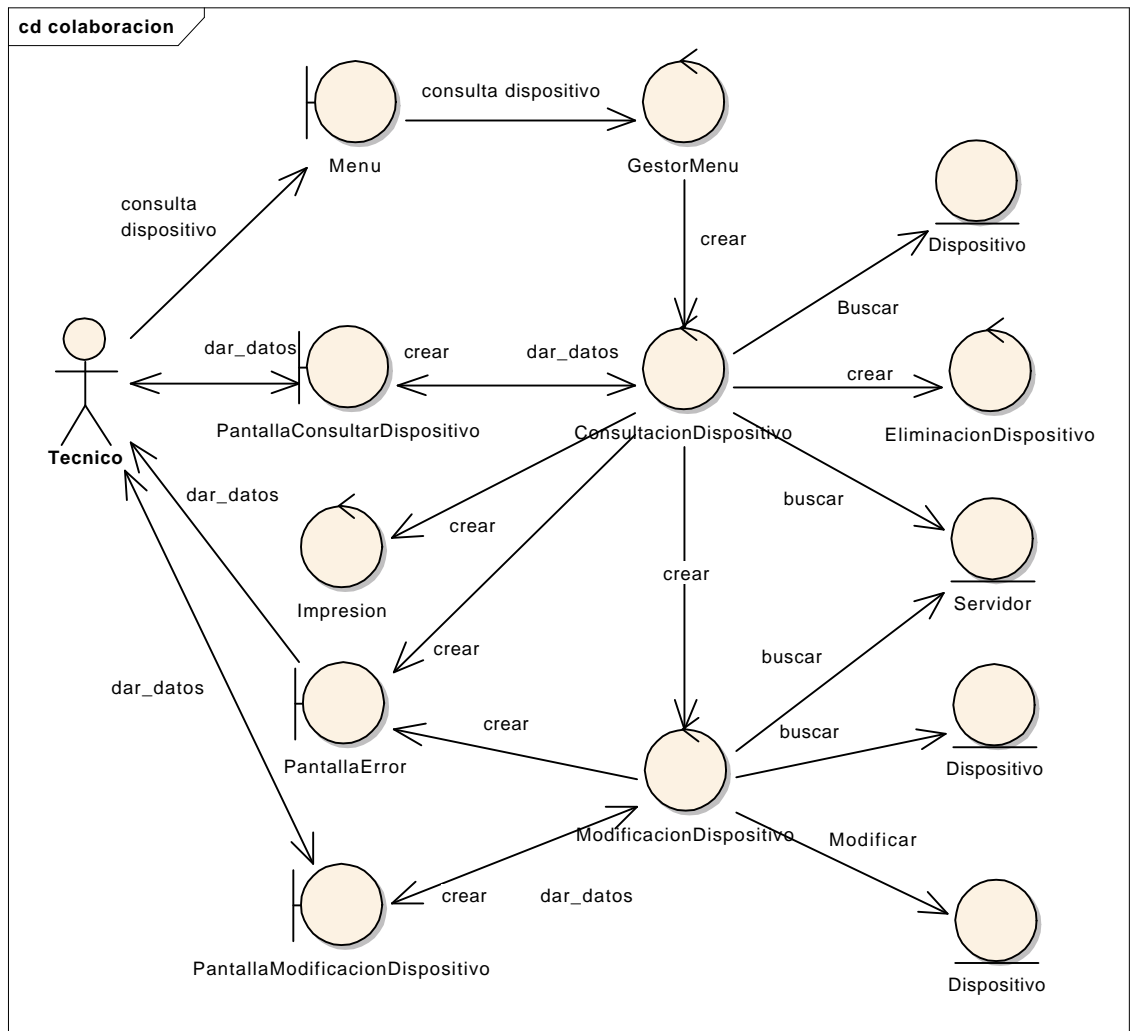 cd colaboracion
consulta dispositivo
Menu
GestorMenu
consulta
dispositivo
crear
Dispositivo
Buscar
dar_datos
crear
dar_datos
crear
PantallaConsultarDispositivo
ConsultacionDispositivo
EliminacionDispositivo
Tecnico
dar_datos
buscar
crear
crear
Impresion
Servidor
crear
buscar
dar_datos
crear
buscar
PantallaError
Dispositivo
ModificacionDispositivo
Modificar
crear
dar_datos
PantallaModificacionDispositivo
Dispositivo